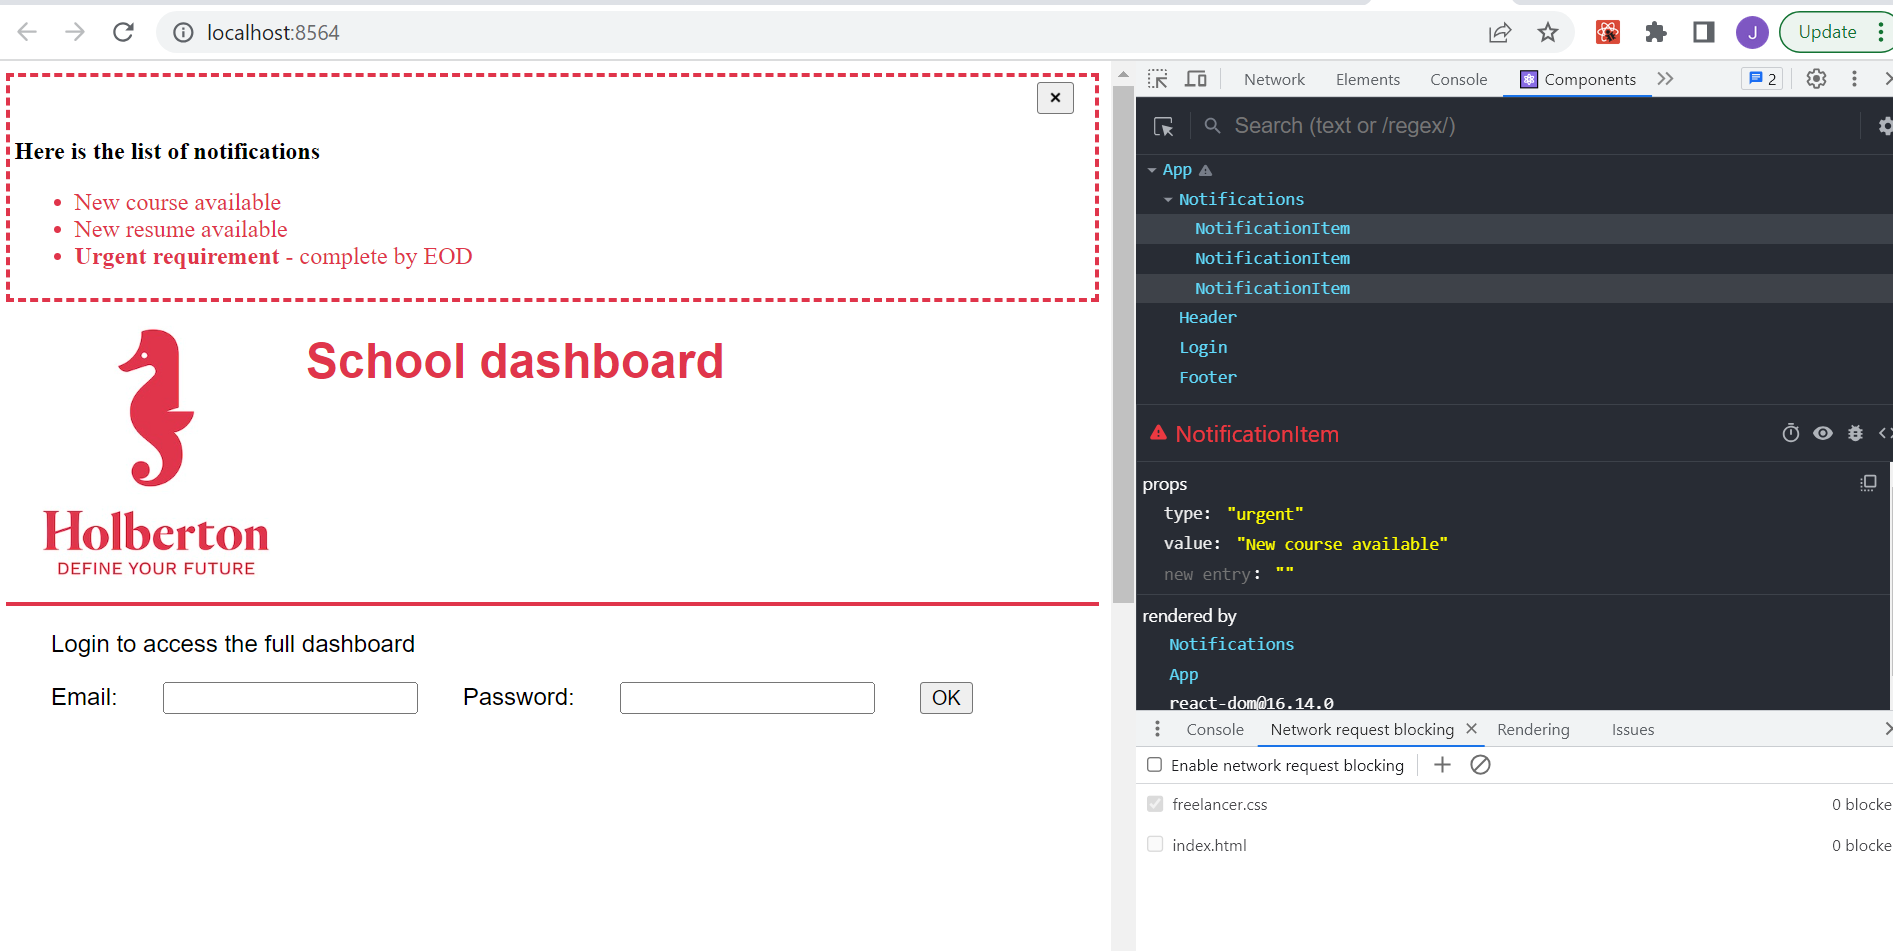 localhost:8564
J
Update
×
Here is the list of notifications
New course available
New resume available
Urgent requirement - complete by EOD
School dashboard
Holberton
DEFINE YOUR FUTURE
Login to access the full dashboard
Email:
Password:
OK
Network
Elements
Console
Components
2
Search (text or /regex/)
App
Notifications
NotificationItem
NotificationItem
NotificationItem
Header
Login
Footer
NotificationItem
props
type: "urgent"
value: "New course available"
new entry: ""
rendered by
Notifications
App
react-dom@16.14.0
Console
Network request blocking
Rendering
Issues
Enable network request blocking
freelancer.css
0 blocke
index.html
0 blocke